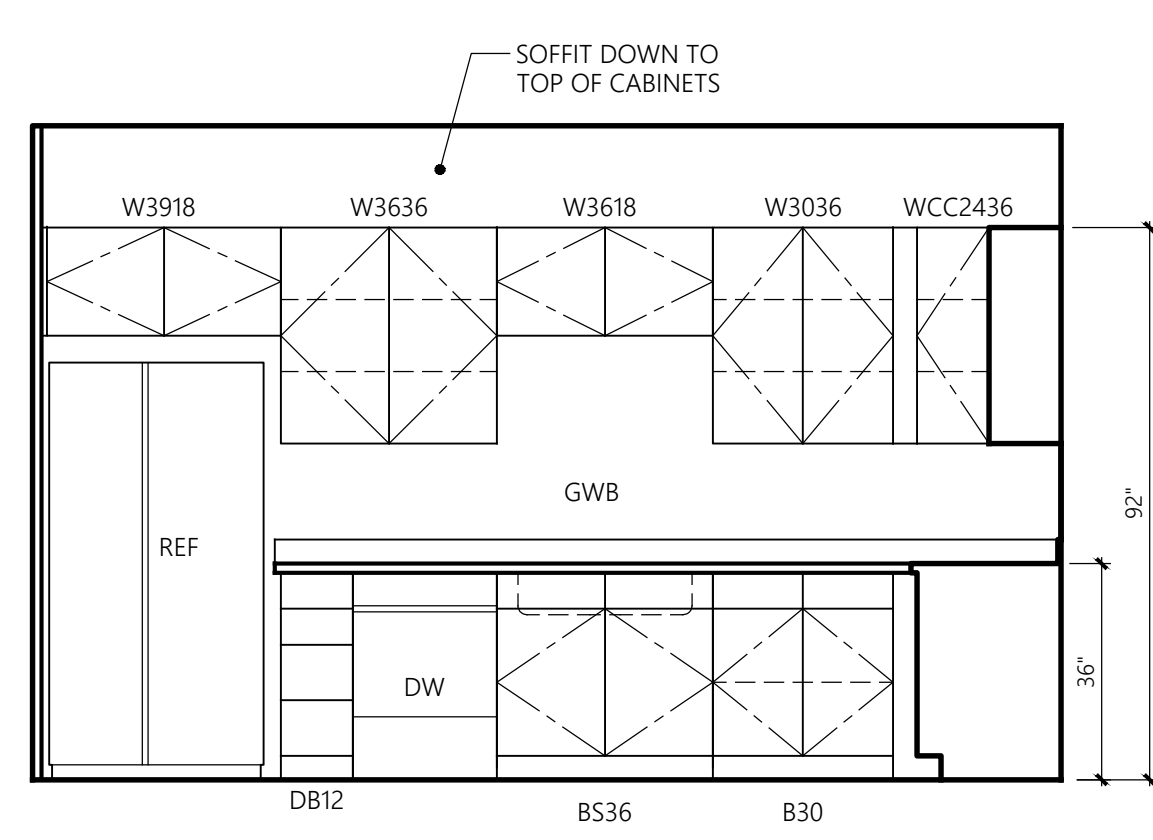 SOFFIT DOWN TO
TOP OF CABINETS
W3918
W3636
W3618
W3036
WCC2436
GWB
92"
REF
36"
DW
DB12
BS36
B30